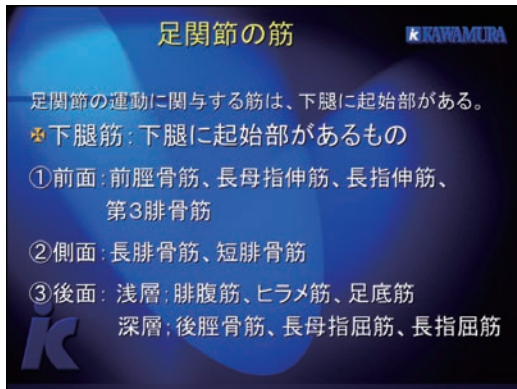 足関節の筋
KAWAMURA
足関節の運動に関与する筋は、下腿に起始部がある。
下腿筋:下腿に起始部があるもの
①前面:前脛骨筋、長母指伸筋、長指伸筋、
第3腓骨筋
②側面:長腓骨筋、短腓骨筋
③後面: 浅層;腓腹筋、ヒラメ筋、足底筋
深層;後脛骨筋、長母指屈筋、長指屈筋